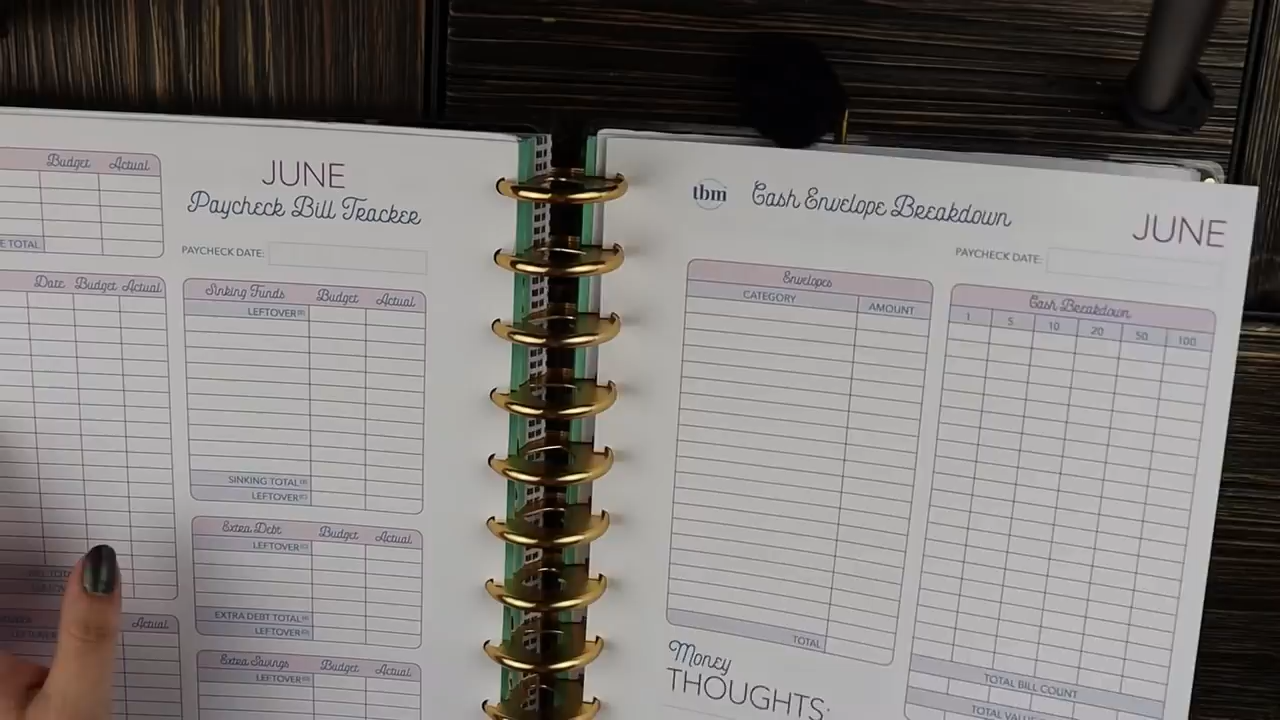 Budget Actual
E TOTAL
Date Budget Actual
Actual
JUNE
Paycheck Bill Tracker
PAYCHECK DATE:
Sinking Funds Budget Actual
LEFTOVER
SINKING TOTAL
LEFTOVER
Extra Debt Budget Actual
LEFTOVER
EXTRA DEBT TOTAL
LEFTOVER
Extra Savings Budget Actual
LEFTOVER
tbm Cash Envelope Breakdown
JUNE
PAYCHECK DATE:
Envelopes
CATEGORY AMOUNT
TOTAL
Cash Breakdown
1 5 10 20 50 100
TOTAL BILL COUNT
Money
THOUGHTS: